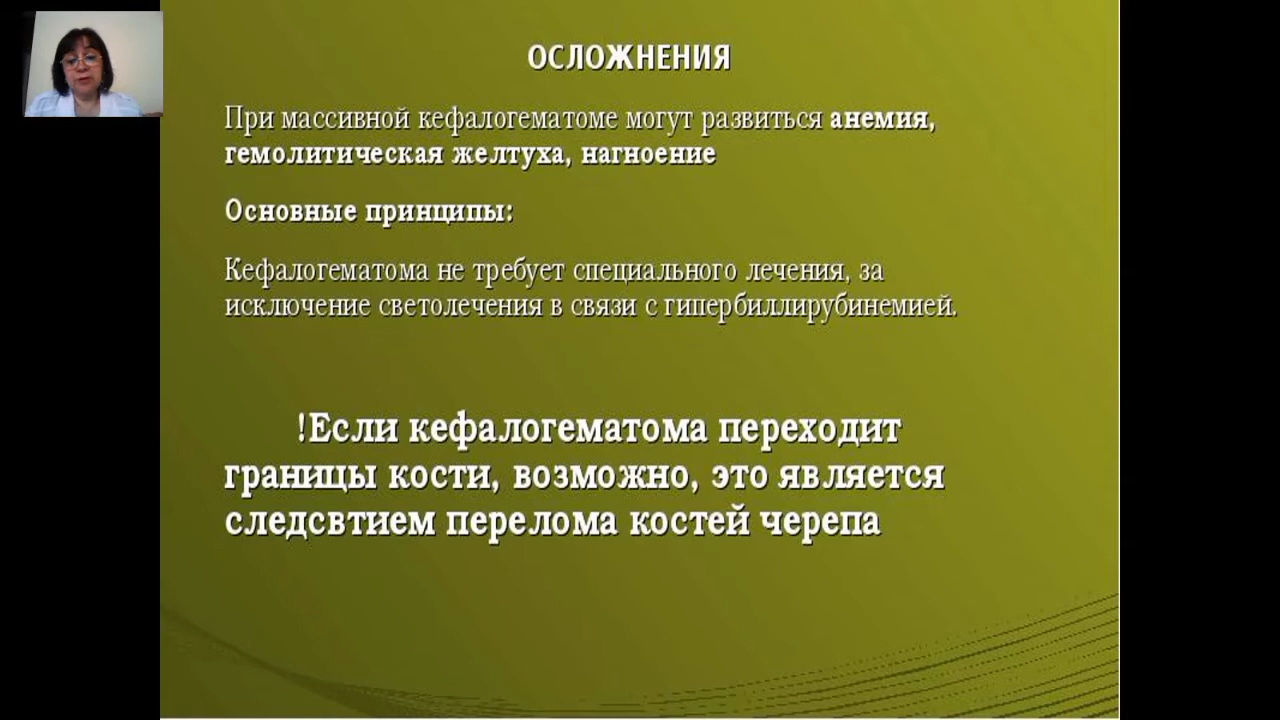 ОСЛОЖНЕНИЯ
При массивной кефалогематоме могут развиться анемия,
гемолитическая желтуха, нагноение
Основные принципы:
Кефалогематома не требует специального лечения, за
исключение светолечения в связи с гипербиллирубинемией.
!Если кефалогематома переходит
границы кости, возможно, это является
следсвтием перелома костей черепа